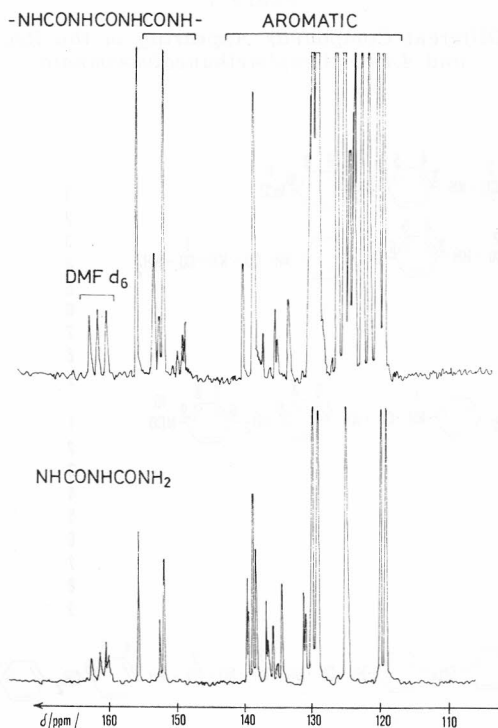 -NHCONHCONHCONH- AROMATIC
DMF d₆
NHCONHCONH₂
δ/ppm/ 160 150 140 130 120 110